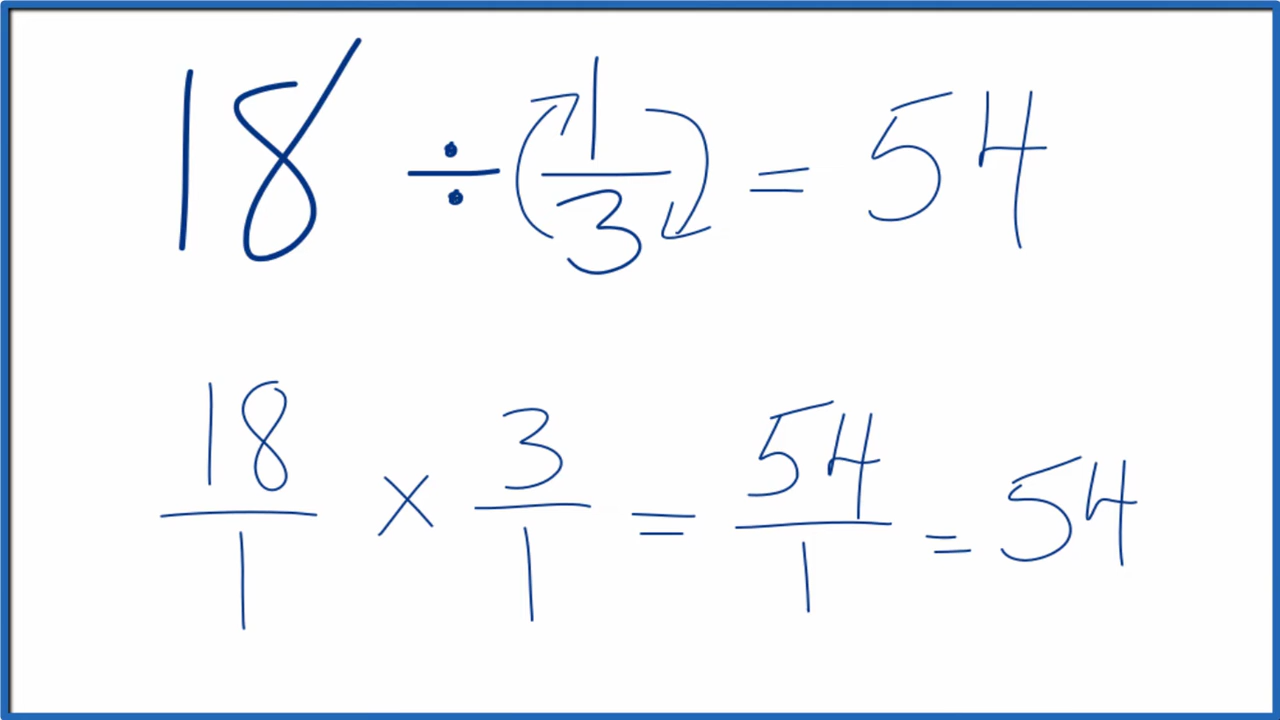 18 ÷ 1/3 = 54
18/1 × 3/1 = 54/1 = 54